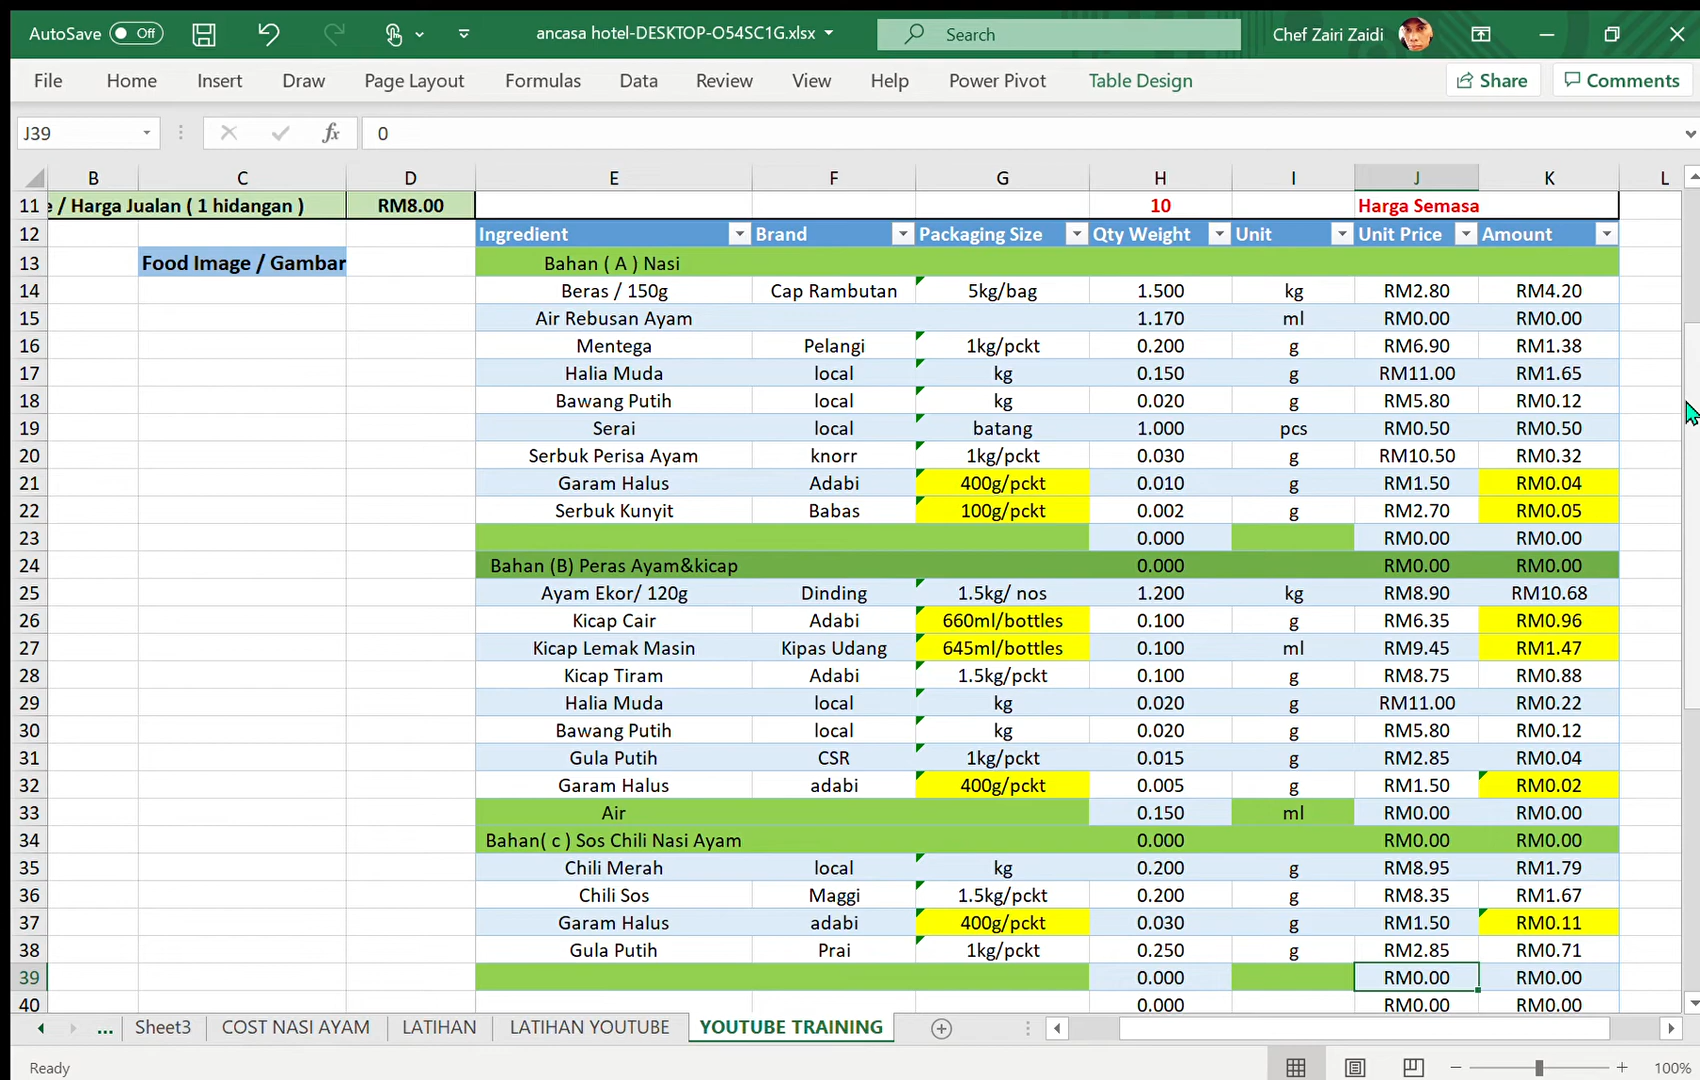 AutoSave Off ancasa hotel-DESKTOP-O54SC1G.xlsx Search Chef Zairi Zaidi
File Home Insert Draw Page Layout Formulas Data Review View Help Power Pivot Table Design Share Comments
J39 fx 0
B C D E F G H I J K L
11 / Harga Jualan ( 1 hidangan ) RM8.00 10 Harga Semasa
12 Ingredient Brand Packaging Size Qty Weight Unit Unit Price Amount
13 Food Image / Gambar Bahan ( A ) Nasi
14 Beras / 150g Cap Rambutan 5kg/bag 1.500 kg RM2.80 RM4.20
15 Air Rebusan Ayam 1.170 ml RM0.00 RM0.00
16 Mentega Pelangi 1kg/pckt 0.200 g RM6.90 RM1.38
17 Halia Muda local kg 0.150 g RM11.00 RM1.65
18 Bawang Putih local kg 0.020 g RM5.80 RM0.12
19 Serai local batang 1.000 pcs RM0.50 RM0.50
20 Serbuk Perisa Ayam knorr 1kg/pckt 0.030 g RM10.50 RM0.32
21 Garam Halus Adabi 400g/pckt 0.010 g RM1.50 RM0.04
22 Serbuk Kunyit Babas 100g/pckt 0.002 g RM2.70 RM0.05
23 0.000 RM0.00 RM0.00
24 Bahan (B) Peras Ayam&kicap 0.000 RM0.00 RM0.00
25 Ayam Ekor/ 120g Dinding 1.5kg/ nos 1.200 kg RM8.90 RM10.68
26 Kicap Cair Adabi 660ml/bottles 0.100 g RM6.35 RM0.96
27 Kicap Lemak Masin Kipas Udang 645ml/bottles 0.100 ml RM9.45 RM1.47
28 Kicap Tiram Adabi 1.5kg/pckt 0.100 g RM8.75 RM0.88
29 Halia Muda local kg 0.020 g RM11.00 RM0.22
30 Bawang Putih local kg 0.020 g RM5.80 RM0.12
31 Gula Putih CSR 1kg/pckt 0.015 g RM2.85 RM0.04
32 Garam Halus adabi 400g/pckt 0.005 g RM1.50 RM0.02
33 Air 0.150 ml RM0.00 RM0.00
34 Bahan( c ) Sos Chili Nasi Ayam 0.000 RM0.00 RM0.00
35 Chili Merah local kg 0.200 g RM8.95 RM1.79
36 Chili Sos Maggi 1.5kg/pckt 0.200 g RM8.35 RM1.67
37 Garam Halus adabi 400g/pckt 0.030 g RM1.50 RM0.11
38 Gula Putih Prai 1kg/pckt 0.250 g RM2.85 RM0.71
39 0.000 RM0.00 RM0.00
40 0.000 RM0.00 RM0.00
... Sheet3 COST NASI AYAM LATIHAN LATIHAN YOUTUBE YOUTUBE TRAINING
Ready 100%